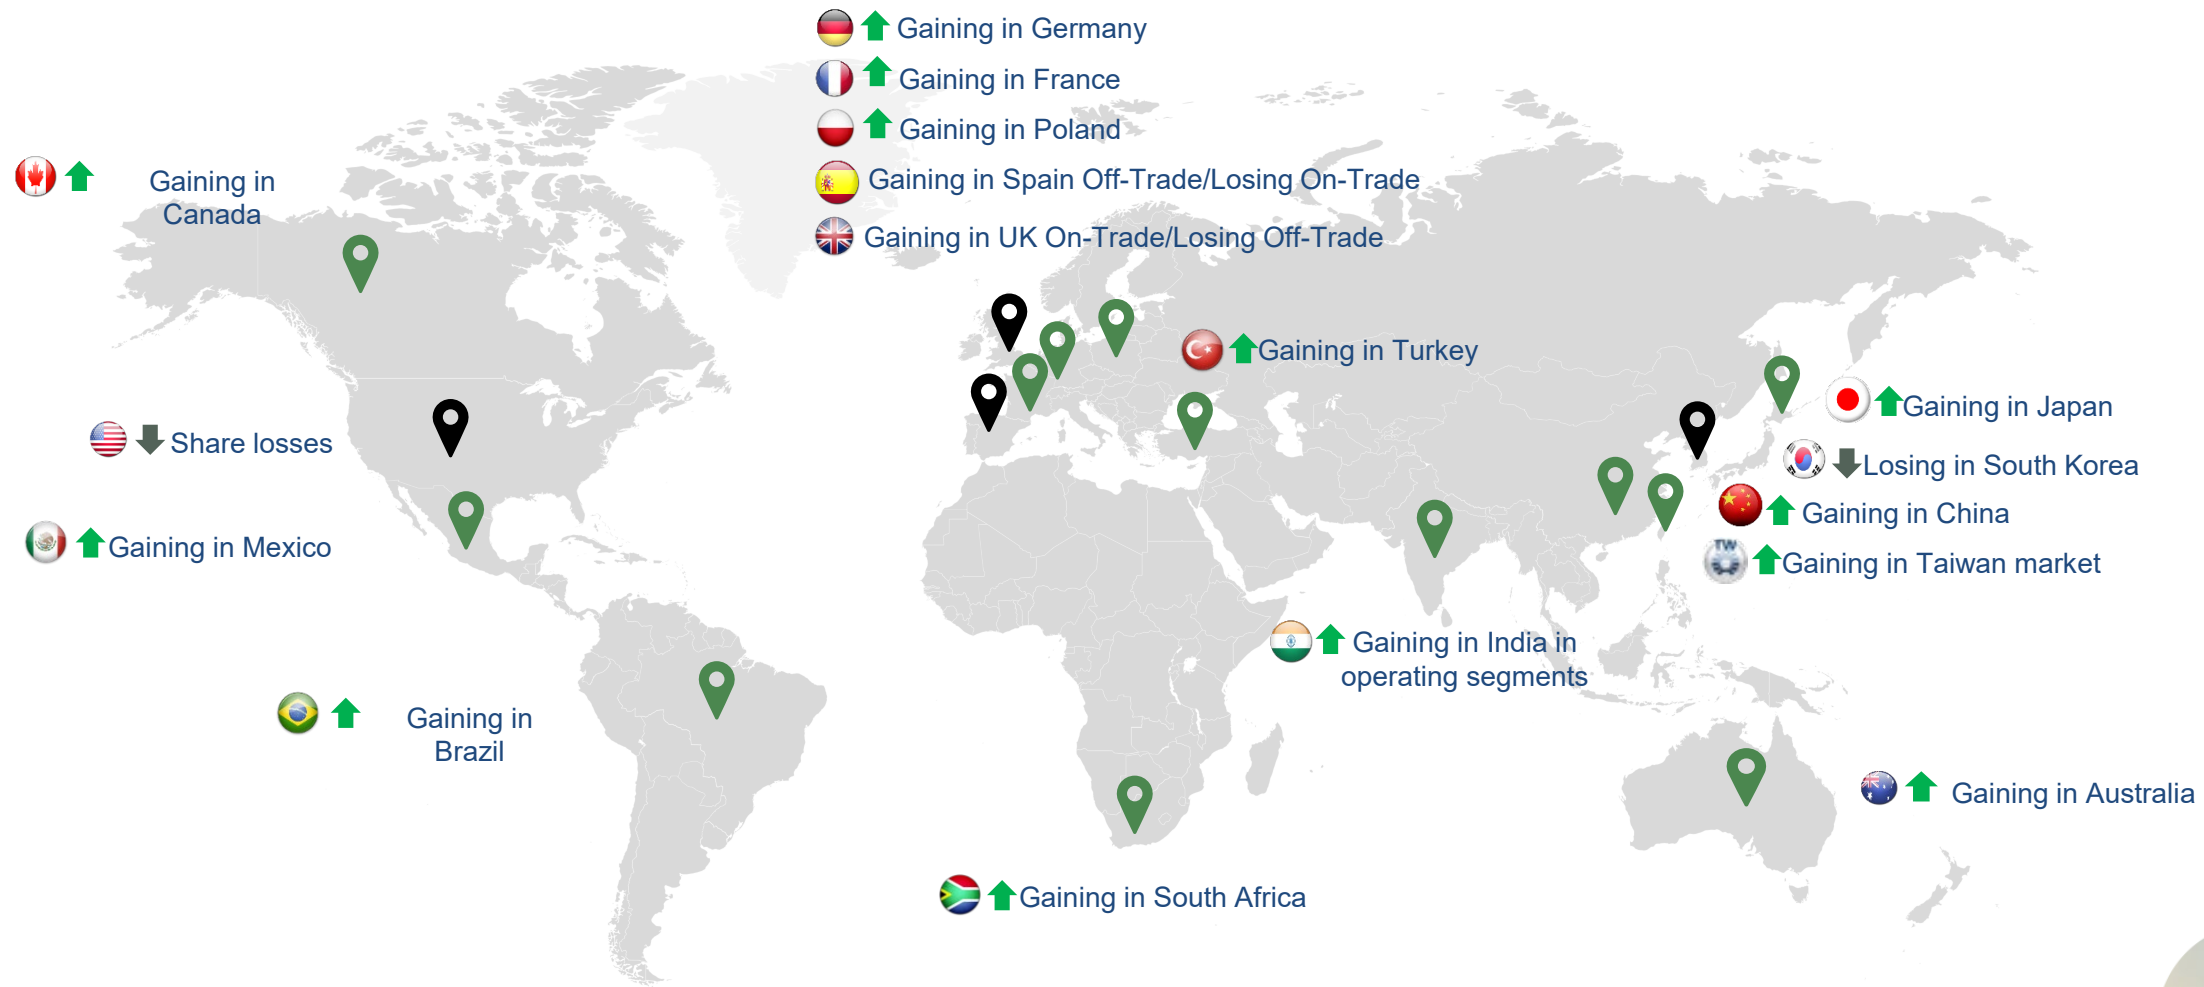 Gaining in Germany
Gaining in France
Gaining in Poland
Gaining in Spain Off-Trade/Losing On-Trade
Gaining in UK On-Trade/Losing Off-Trade
Gaining in
Canada
Gaining in Turkey
Gaining in Japan
Share losses
Losing in South Korea
Gaining in China
Gaining in Mexico
TW
Gaining in Taiwan market
Gaining in India in
operating segments
Gaining in
Brazil
Gaining in Australia
Gaining in South Africa